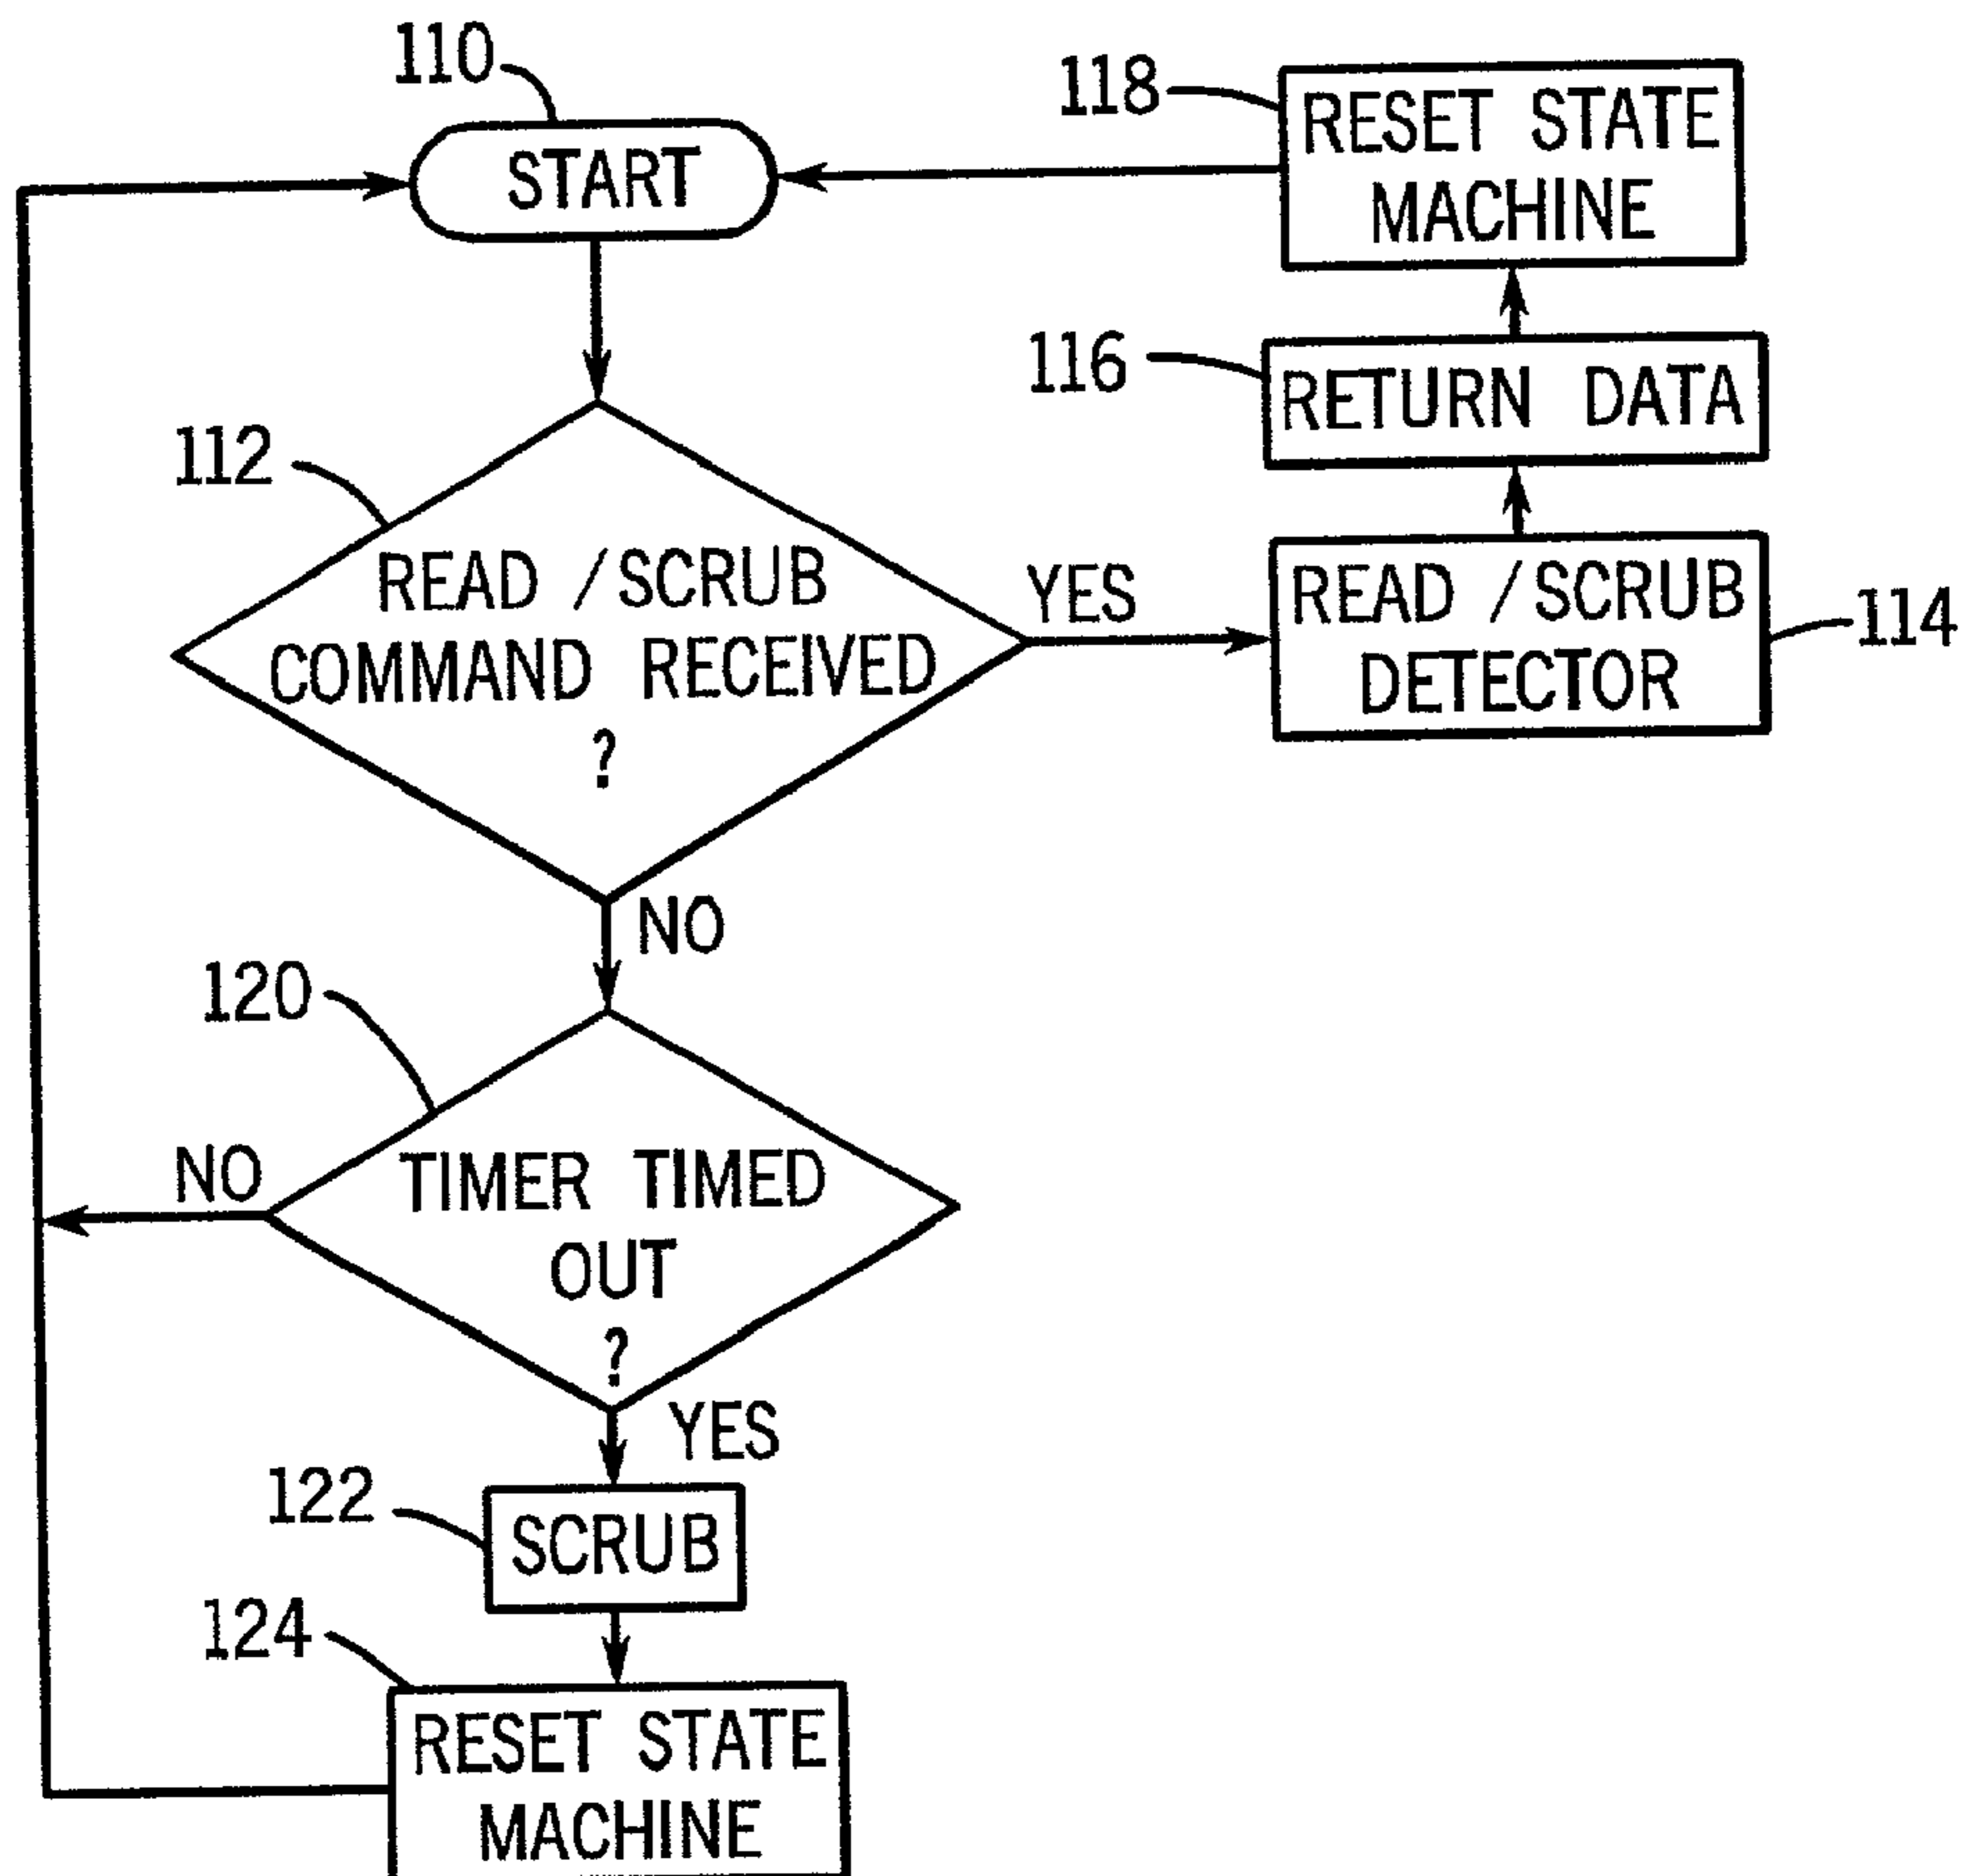 110
START
118
RESET STATE
MACHINE
116
RETURN DATA
112
READ /SCRUB
COMMAND RECEIVED
?
YES
READ /SCRUB
DETECTOR
114
NO
120
NO
TIMER TIMED
OUT
?
YES
122
SCRUB
124
RESET STATE
MACHINE